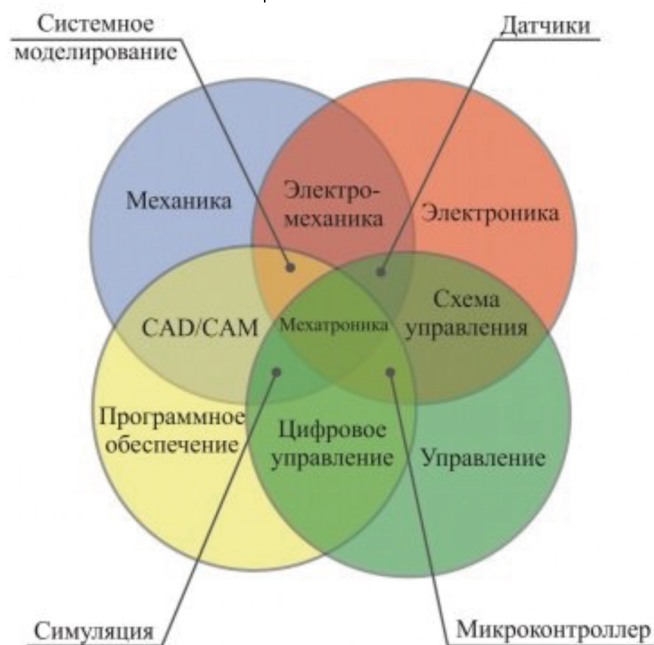 Системное
моделирование
Датчики
Механика
Электро-
механика
Электроника
CAD/CAM
Мехатроника
Схема
управления
Программное
обеспечение
Цифровое
управление
Управление
Симуляция
Микроконтроллер